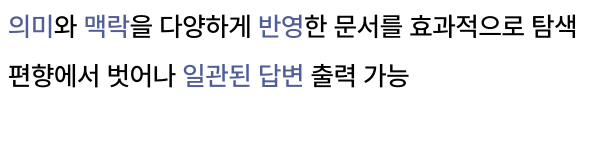 의미와 맥락을 다양하게 반영한 문서를 효과적으로 탐색
편향에서 벗어나 일관된 답변 출력 가능